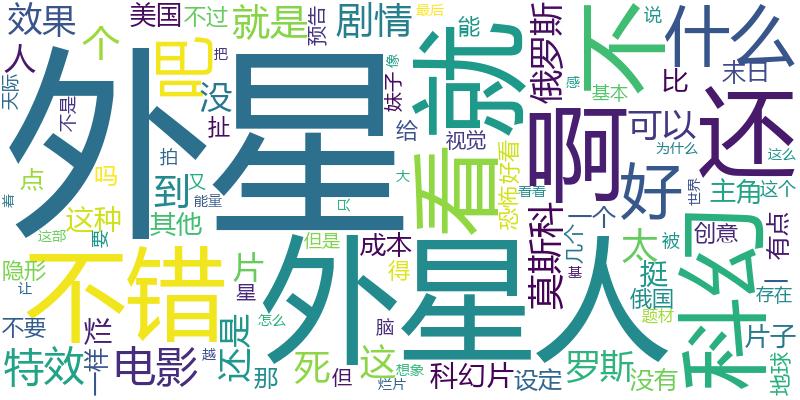 效果
美国
不过
就是
预告
剧情
个
吧
人
外星
没
把
天际
不是
扯
妹子
像
给
视觉
就
看
恐怖
好看
看看
俄罗斯
能
不
说
感
基本
什么
比
末日
还
啊
可以
为什么
这么
好
点
吗
拍
又
能量
到
这种
其他
着
这部
要
大
只
但是
成本
得
外星人
莫斯科
几个
一个
基
太
被
挺
俄国
题材
世界
主角
这个
创意
有点
科幻
一
存在
隐形
让
不错
片
星
怎么
还是
不要
烂
一样
特效
电影
越
那
死
但
这
脑
想象
烂片
科幻片
设定
罗斯
没有
片子
地球
最后